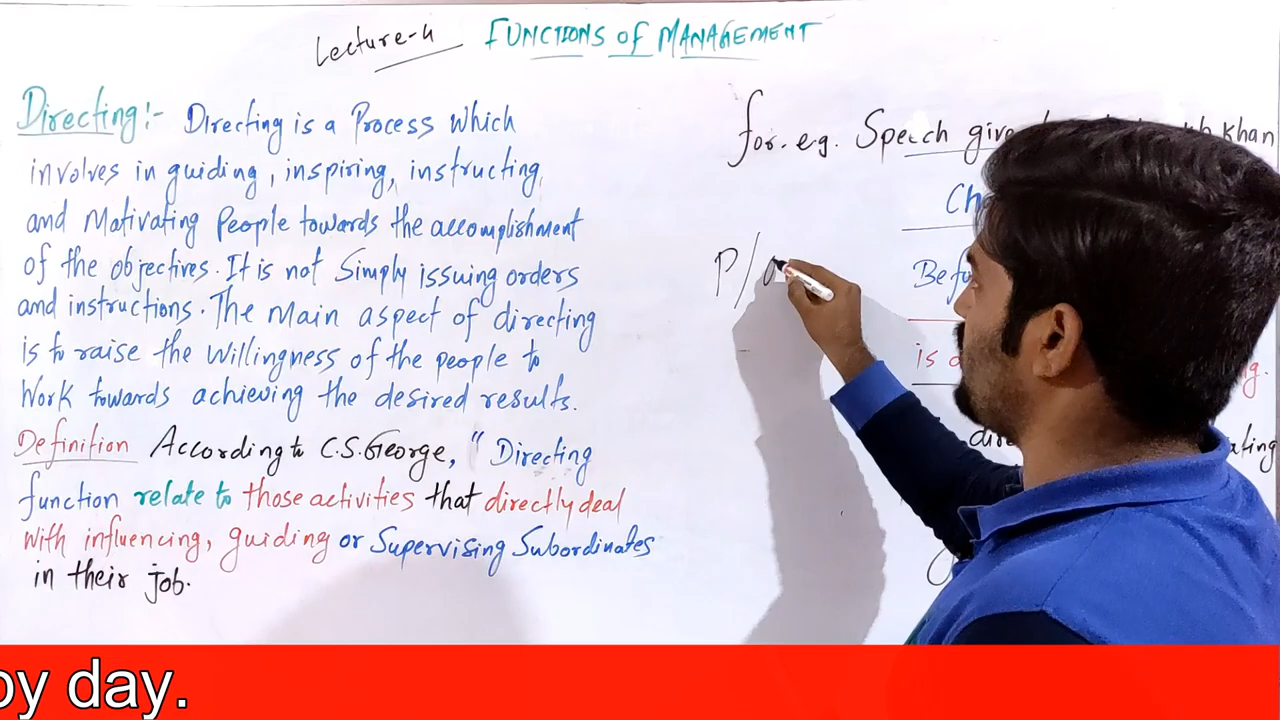 Lecture-4 FUNCTIONS of MANAGEMENT
Directing:- Directing is a Process which
involves in guiding, inspiring, instructing,
and Motivating People towards the accomplishment
of the objectives. It is not Simply issuing orders
and instructions. The Main aspect of directing
is to raise the Willingness of the people to
Work towards achieving the desired results.
Definition According to C.S. George, " Directing
function relate to those activities that directly deal
with influencing, guiding or Supervising Subordinates
in their job.
for. e.g. Speech khan
P/
is
by day.